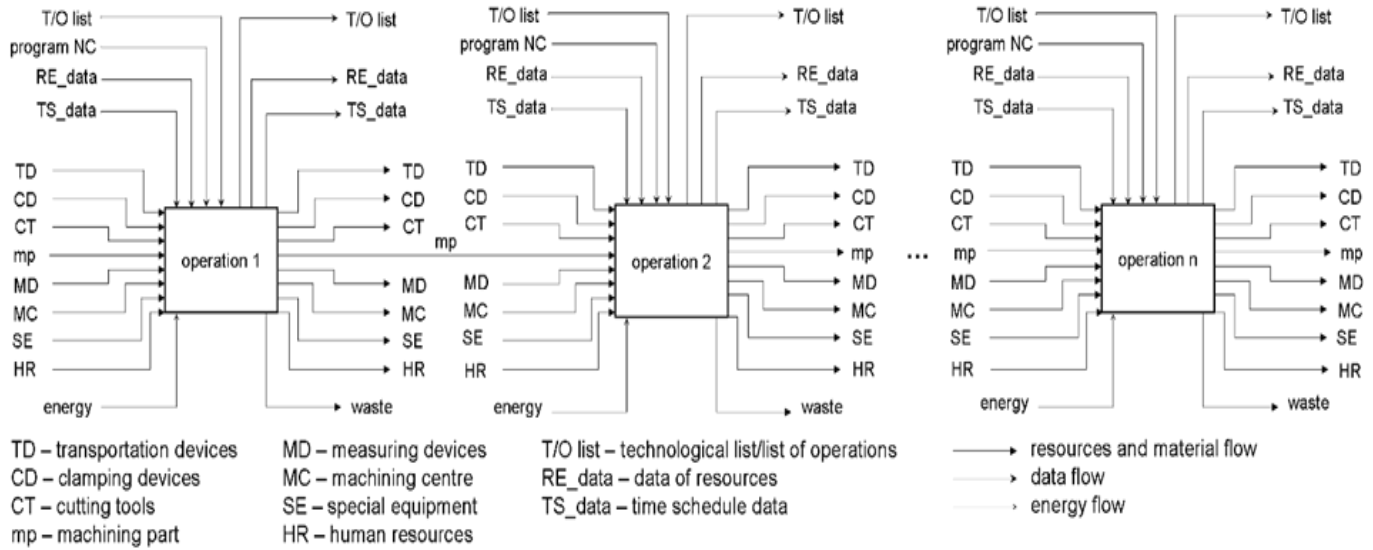 T/O list
program NC
RE_data
TS_data
T/O list
RE_data
TS_data
TD
CD
CT
mp
MD
MC
SE
HR
energy
operation 1
TD
CD
CT
mp
MD
MC
SE
HR
waste
T/O list
program NC
RE_data
TS_data
T/O list
RE_data
TS_data
TD
CD
CT
MD
MC
SE
HR
energy
operation 2
TD
CD
CT
mp
MD
MC
SE
HR
waste
...
T/O list
program NC
RE_data
TS_data
T/O list
RE_data
TS_data
TD
CD
CT
mp
MD
MC
SE
HR
energy
operation n
TD
CD
CT
mp
MD
MC
SE
HR
waste
TD – transportation devices
CD – clamping devices
CT – cutting tools
mp – machining part
MD – measuring devices
MC – machining centre
SE – special equipment
HR – human resources
T/O list – technological list/list of operations
RE_data – data of resources
TS_data – time schedule data
resources and material flow
data flow
energy flow